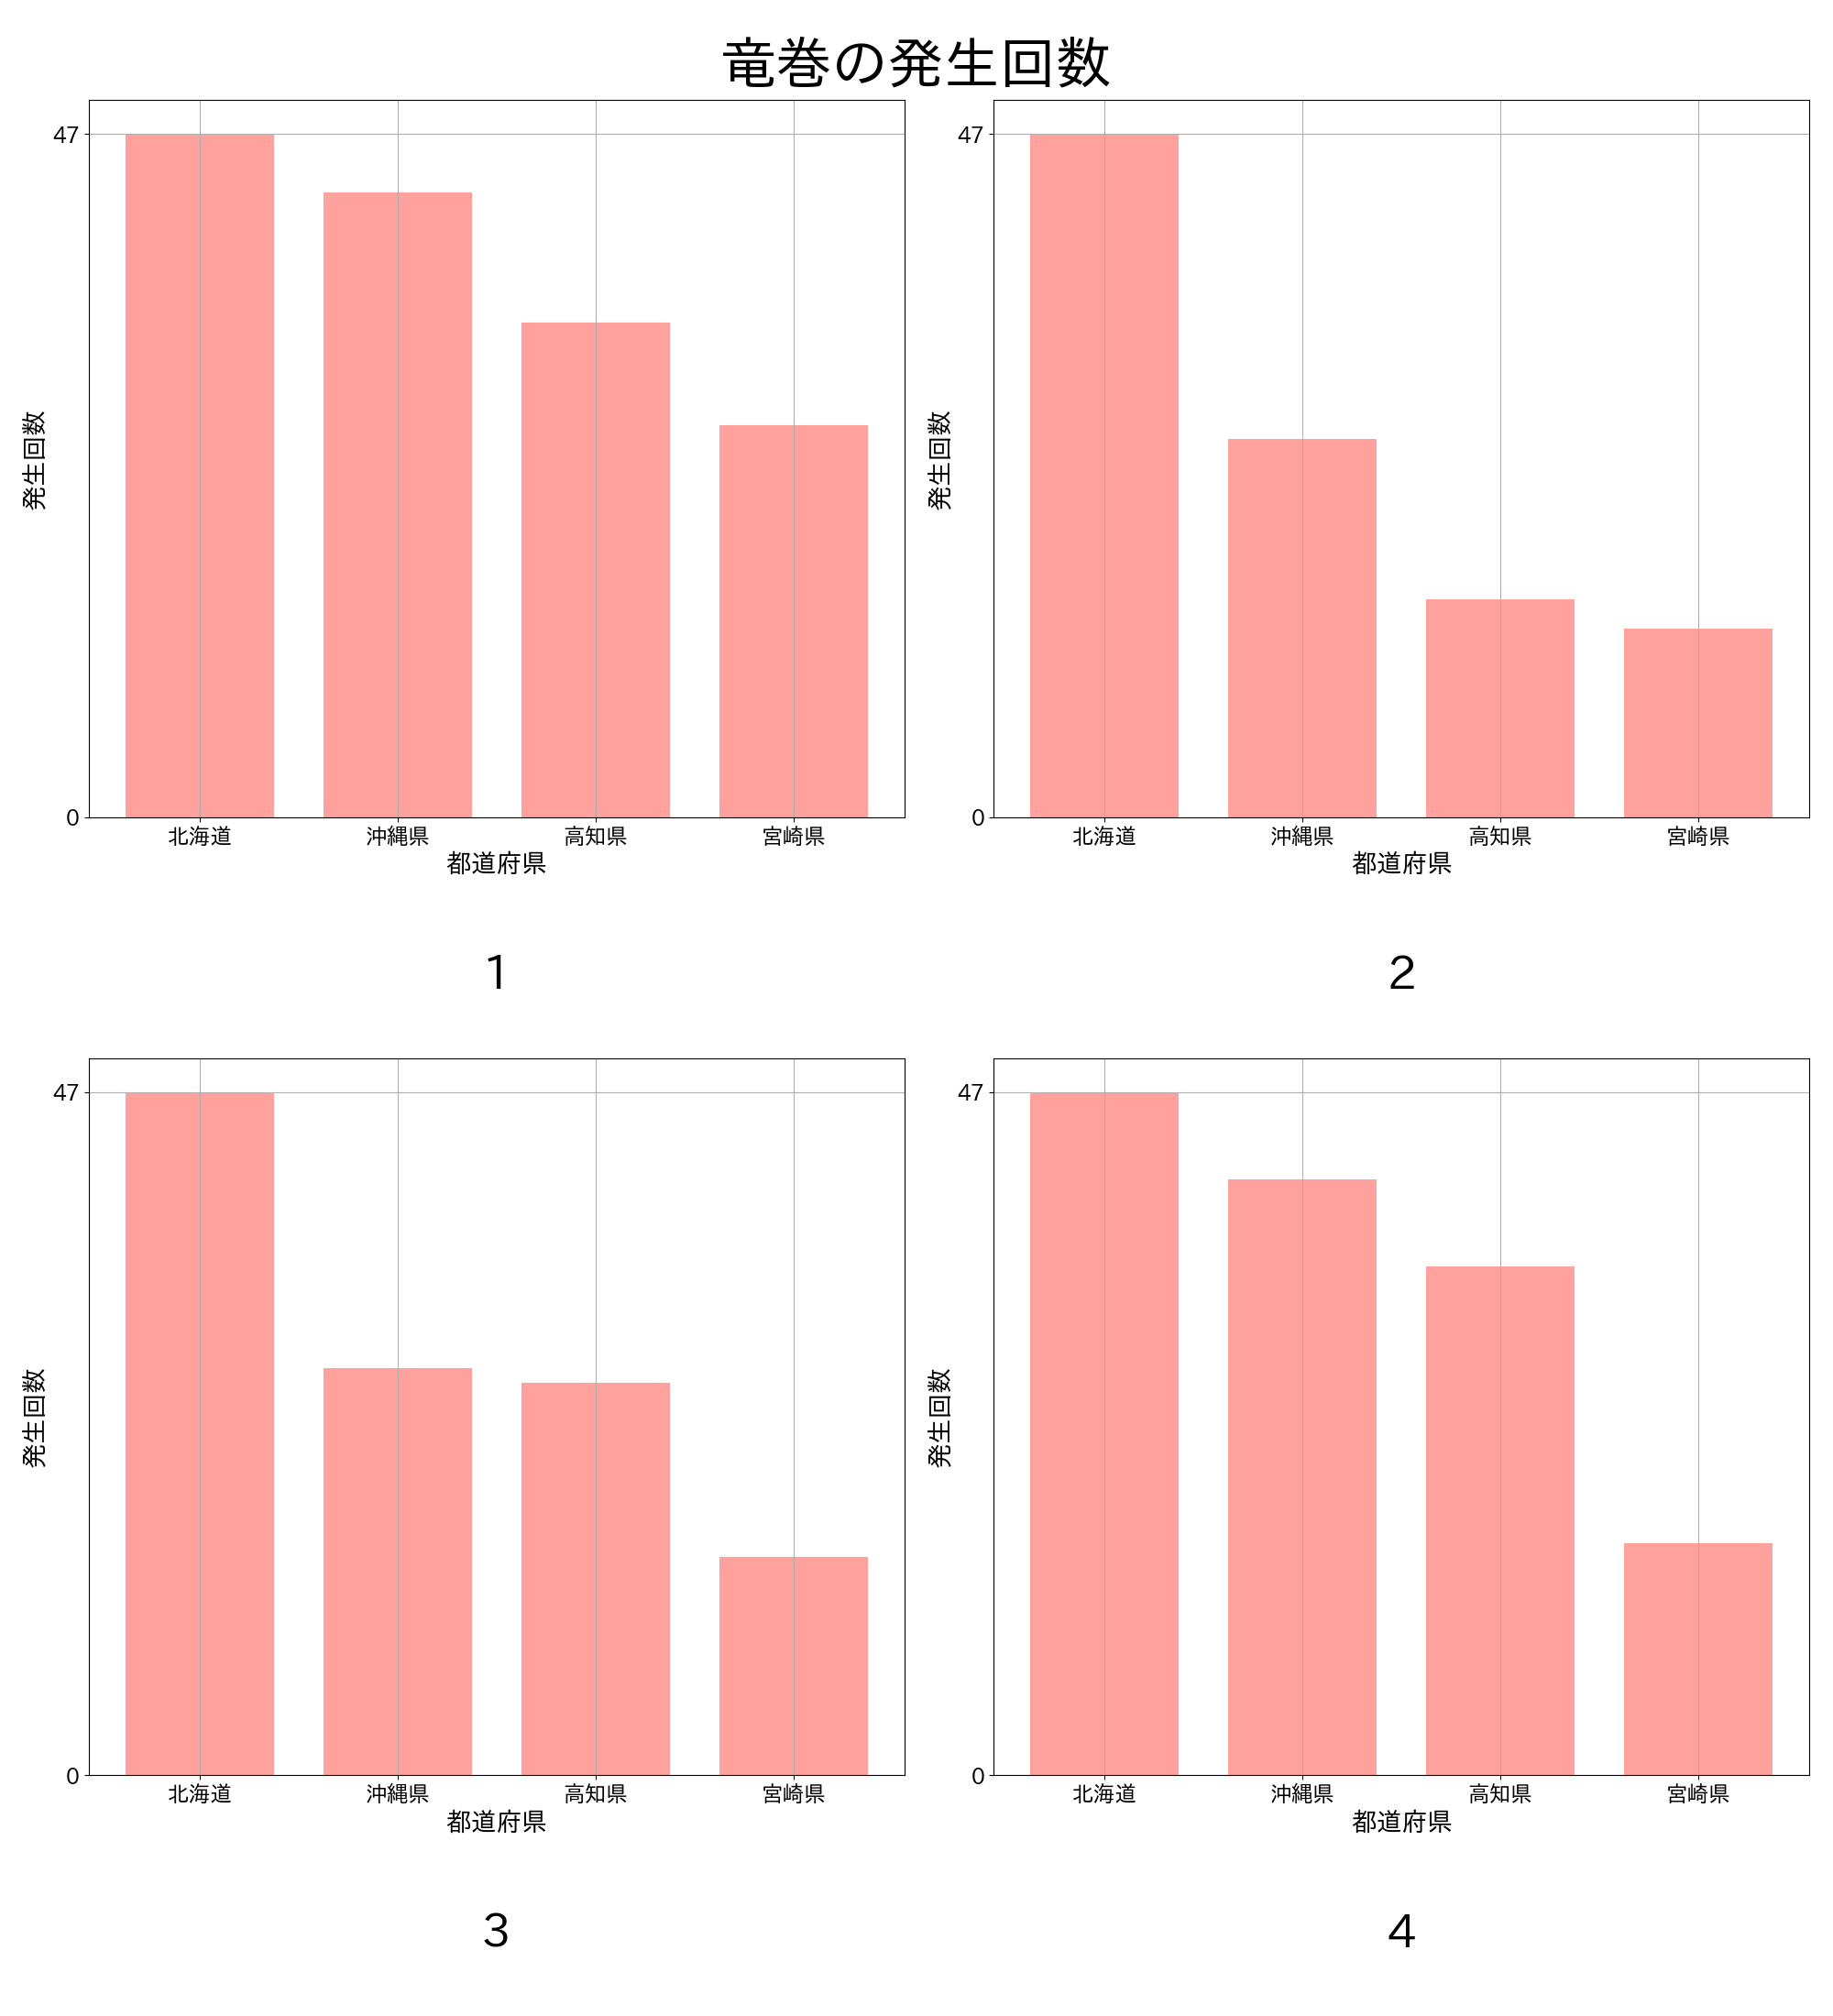 竜巻の発生回数
47
0
発生回数
北海道 沖縄県 高知県 宮崎県
都道府県
1
47
0
発生回数
北海道 沖縄県 高知県 宮崎県
都道府県
2
47
0
発生回数
北海道 沖縄県 高知県 宮崎県
都道府県
3
47
0
発生回数
北海道 沖縄県 高知県 宮崎県
都道府県
4